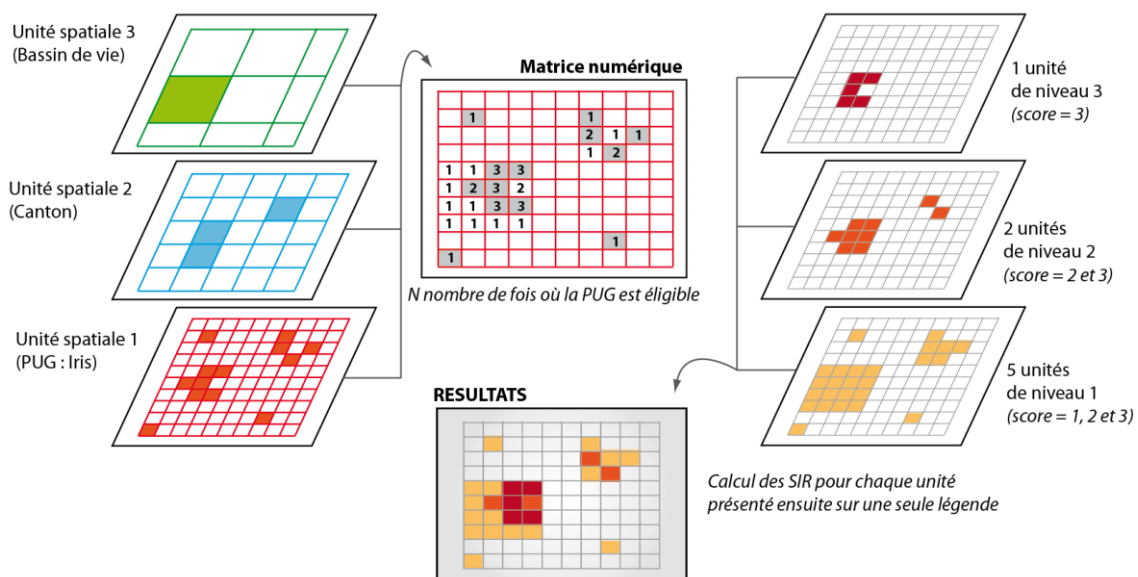 Unité spatiale 3
(Bassin de vie)
Unité spatiale 2
(Canton)
Unité spatiale 1
(PUG : Iris)
Matrice numérique
1 1
2 1 1
1 2
1 1 3 3
1 2 3 2
1 1 3 3
1 1 1 1
1
1
N nombre de fois où la PUG est éligible
1 unité
de niveau 3
(score = 3)
2 unités
de niveau 2
(score = 2 et 3)
5 unités
de niveau 1
(score = 1, 2 et 3)
RESULTATS
Calcul des SIR pour chaque unité
présenté ensuite sur une seule légende